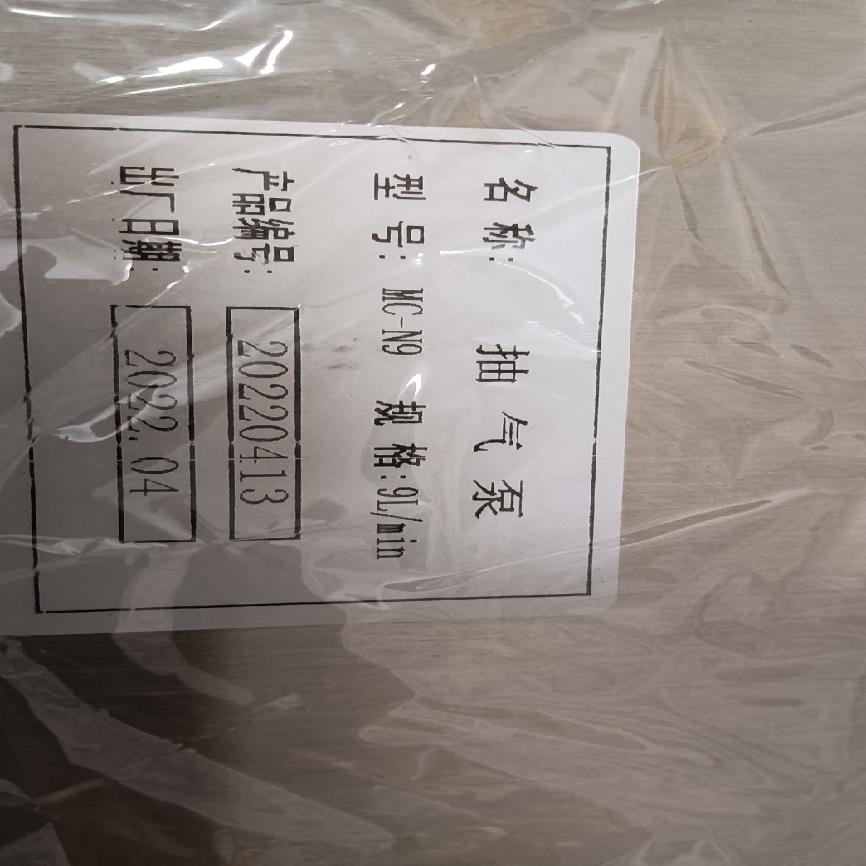 名称: 抽气泵
型号: MC-N9 规格:9L/min
产品编号: 20220413
出厂日期: 2022.04